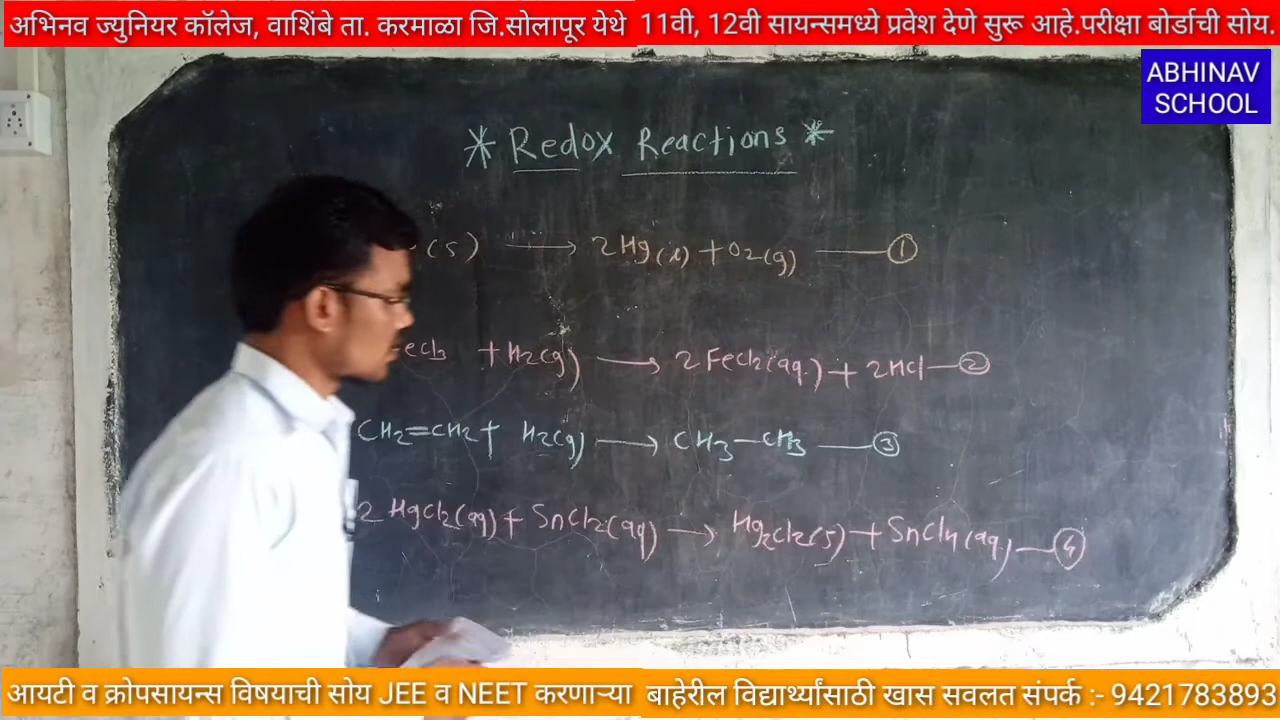 अभिनव ज्युनियर कॉलेज, वाशिंबे ता. करमाळा जि.सोलापूर येथे 11वी, 12वी सायन्समध्ये प्रवेश देणे सुरू आहे.परीक्षा बोर्डाची सोय.
ABHINAV
SCHOOL
* Redox Reactions *
(s) → 2Hg(l) + O2(g) — ①
eCl3 + H2(g) → 2FeCl2(aq.) + 2HCl — ②
CH2=CH2 + H2(g) → CH3—CH3 — ③
2 HgCl2(aq) + SnCl2(aq) → Hg2Cl2(s) + SnCl4(aq.) — ④
आयटी व क्रोपसायन्स विषयाची सोय JEE व NEET करणाऱ्या बाहेरील विद्यार्थ्यांसाठी खास सवलत संपर्क :- 9421783893